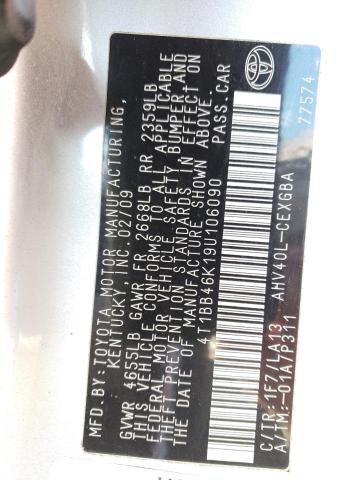 MFD.BY:TOYOTA MOTOR MANUFACTURING,
KENTUCKY, INC. 02/09
GVWR 4655LB GAWR FR 2668LB RR 2359LB
THIS VEHICLE CONFORMS TO ALL APPLICABLE
FEDERAL MOTOR VEHICLE SAFETY BUMPER AND
THEFT PREVENTION STANDARDS IN EFFECT ON
THE DATE OF MANUFACTURE SHOWN ABOVE.
4T1BB46K19U106090 PASS.CAR
C/TR:1F7/LA13 AHV40L-CEXGBA
A/TM:-01A/P311 77574